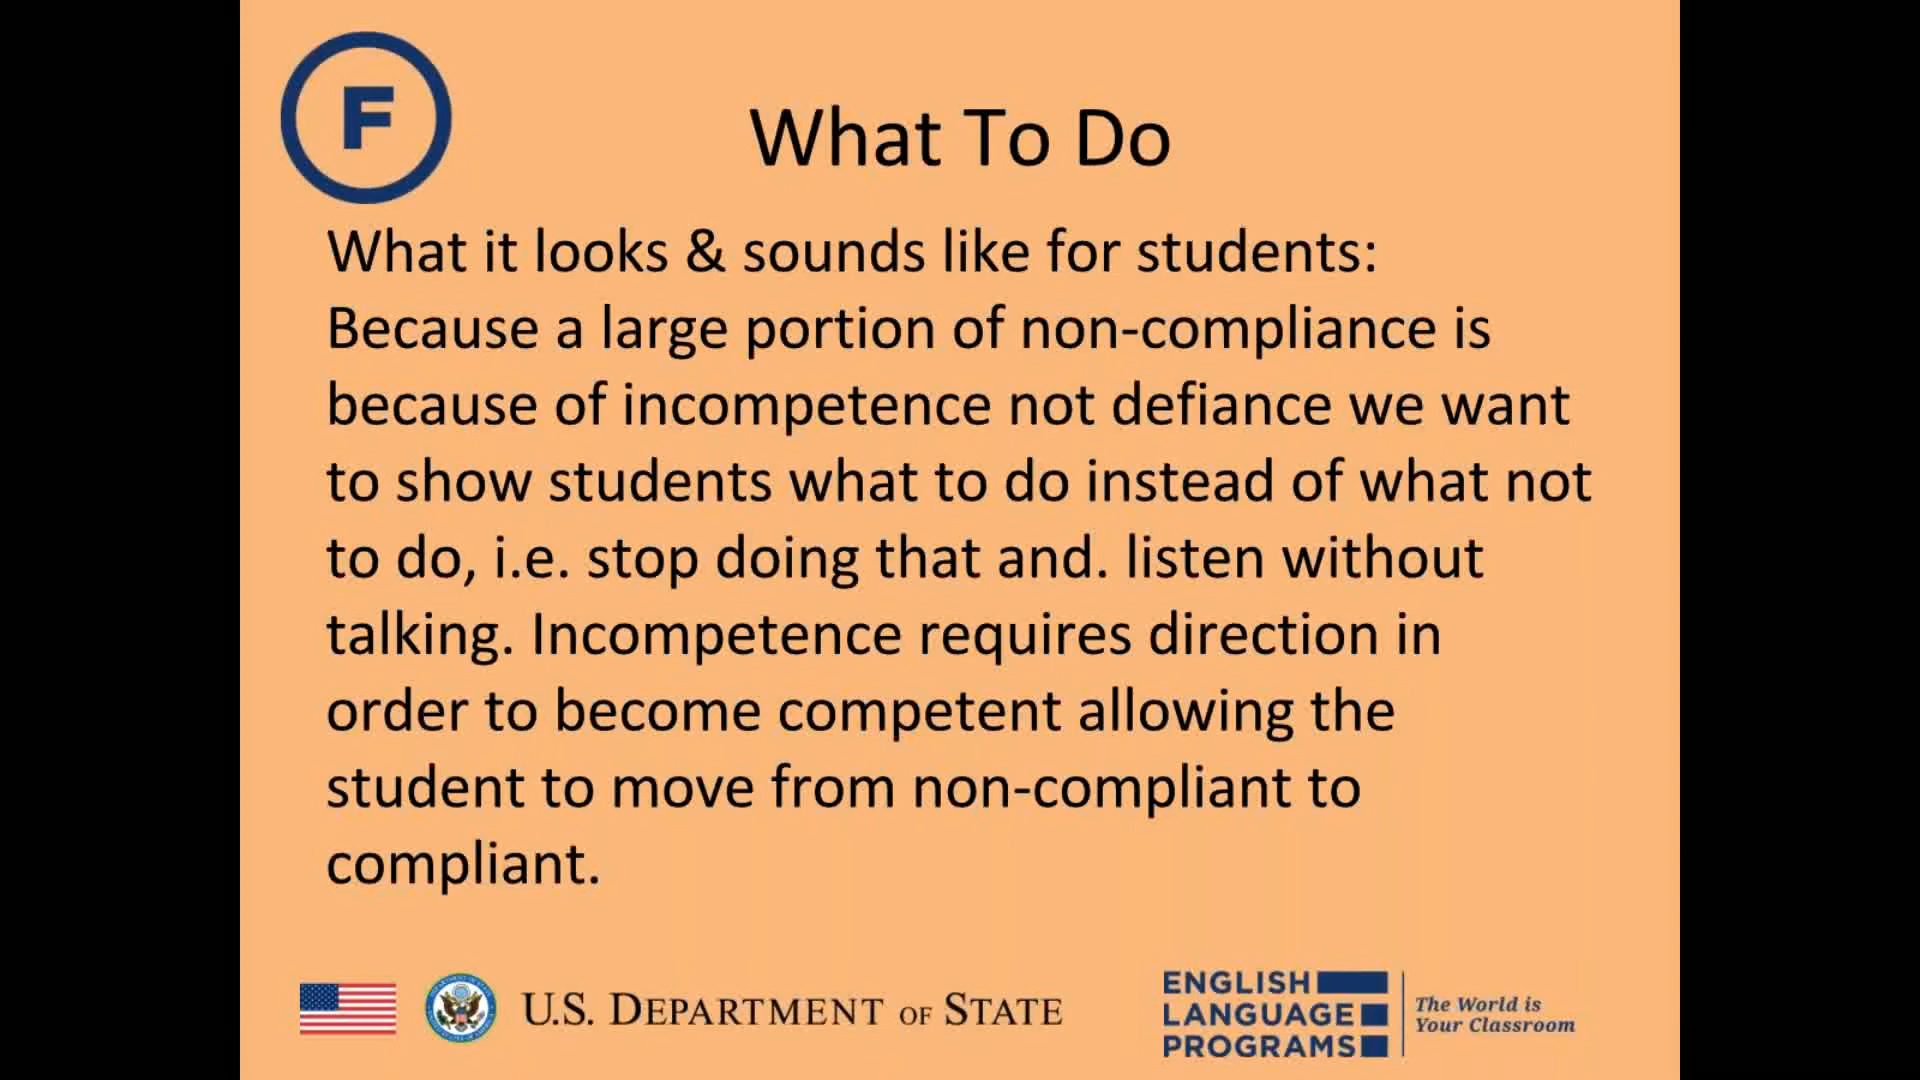 F
What To Do
What it looks & sounds like for students:
Because a large portion of non-compliance is
because of incompetence not defiance we want
to show students what to do instead of what not
to do, i.e. stop doing that and. listen without
talking. Incompetence requires direction in
order to become competent allowing the
student to move from non-compliant to
compliant.
U.S. DEPARTMENT OF STATE
ENGLISH
LANGUAGE
PROGRAMS
The World is
Your Classroom